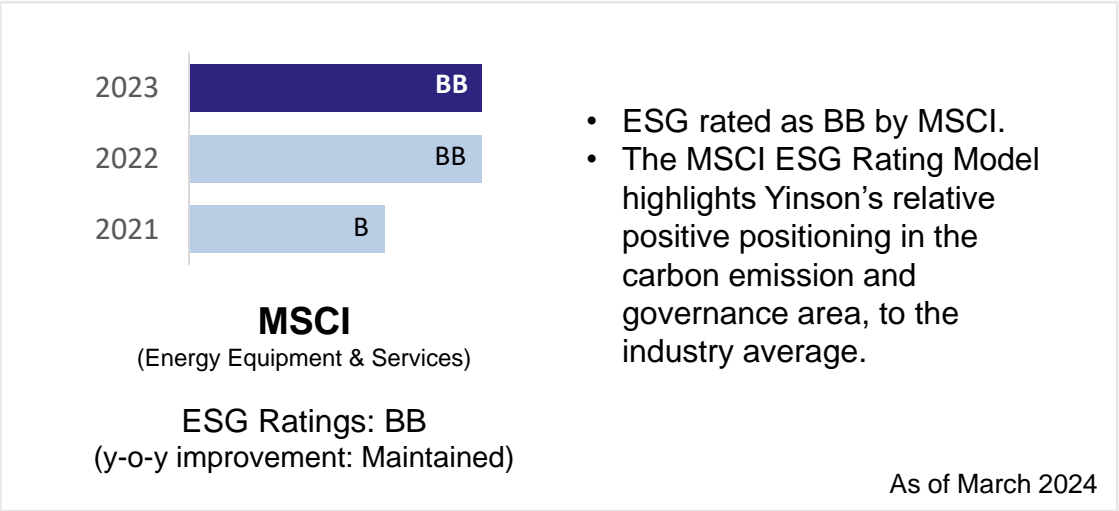 2023 BB
2022 BB
2021 B
MSCI
(Energy Equipment & Services)
ESG Ratings: BB
(y-o-y improvement: Maintained)
• ESG rated as BB by MSCI.
• The MSCI ESG Rating Model
highlights Yinson’s relative
positive positioning in the
carbon emission and
governance area, to the
industry average.
As of March 2024